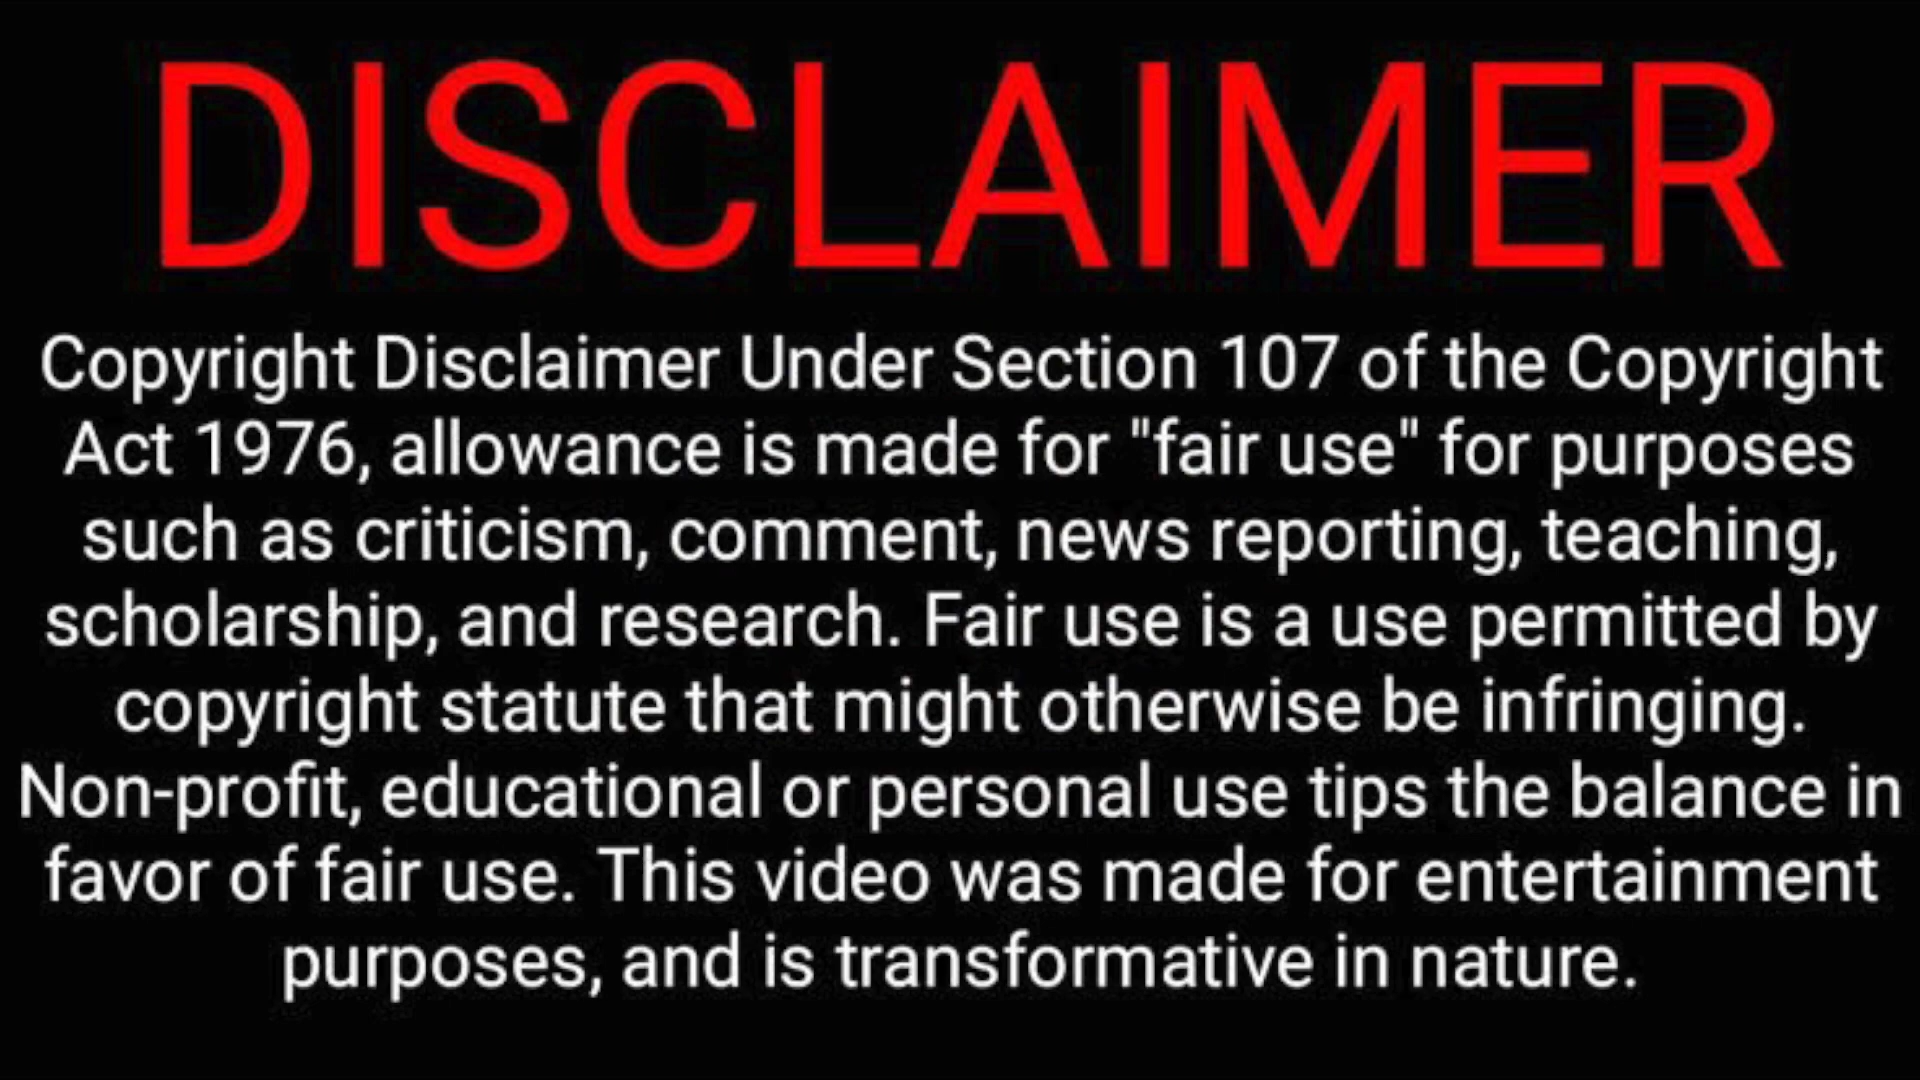 DISCLAIMER
Copyright Disclaimer Under Section 107 of the Copyright
Act 1976, allowance is made for "fair use" for purposes
such as criticism, comment, news reporting, teaching,
scholarship, and research. Fair use is a use permitted by
copyright statute that might otherwise be infringing.
Non-profit, educational or personal use tips the balance in
favor of fair use. This video was made for entertainment
purposes, and is transformative in nature.